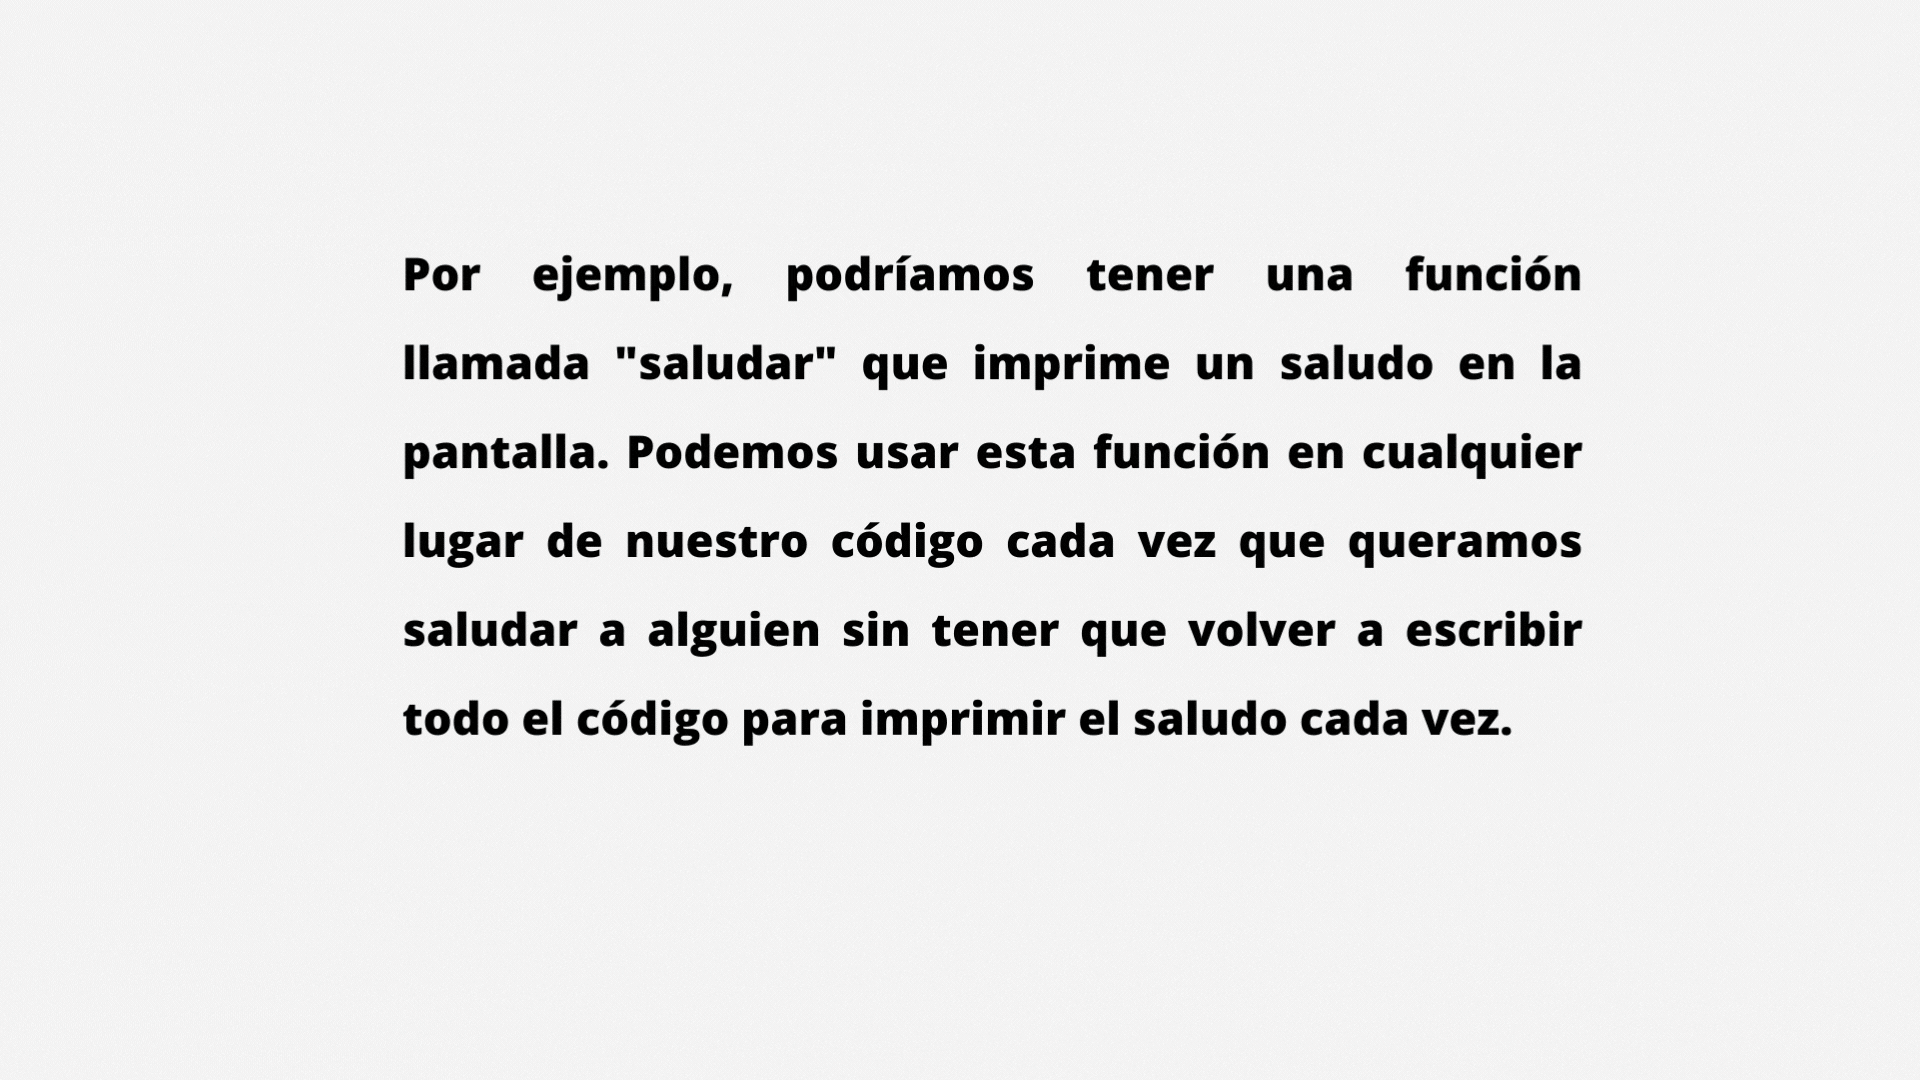 Por ejemplo, podríamos tener una función
llamada "saludar" que imprime un saludo en la
pantalla. Podemos usar esta función en cualquier
lugar de nuestro código cada vez que queramos
saludar a alguien sin tener que volver a escribir
todo el código para imprimir el saludo cada vez.